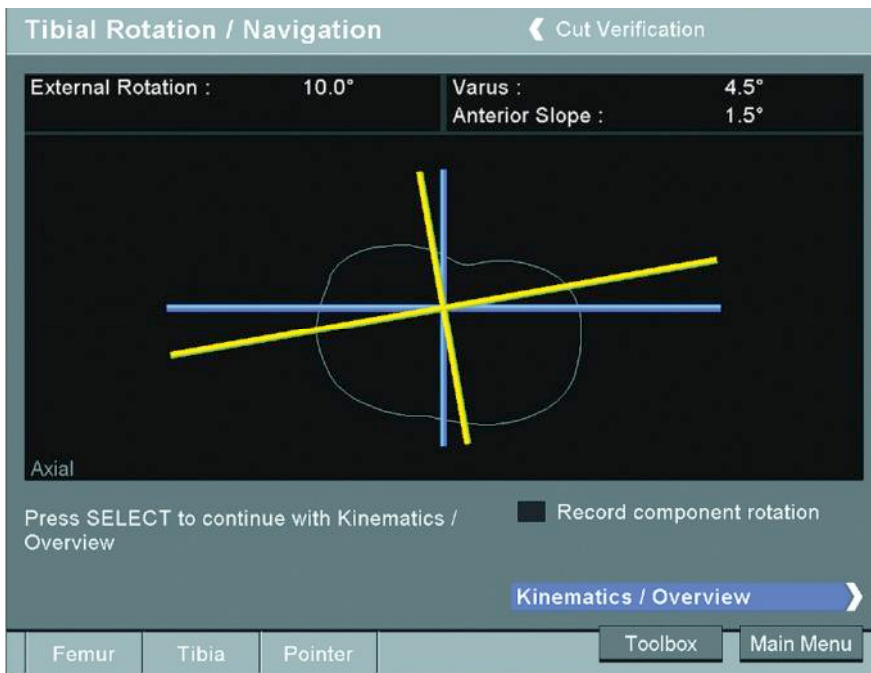 Tibial Rotation / Navigation
Cut Verification
External Rotation : 10.0°
Varus : 4.5°
Anterior Slope : 1.5°
Axial
Press SELECT to continue with Kinematics /
Overview
Record component rotation
Kinematics / Overview
Toolbox
Main Menu
Femur
Tibia
Pointer